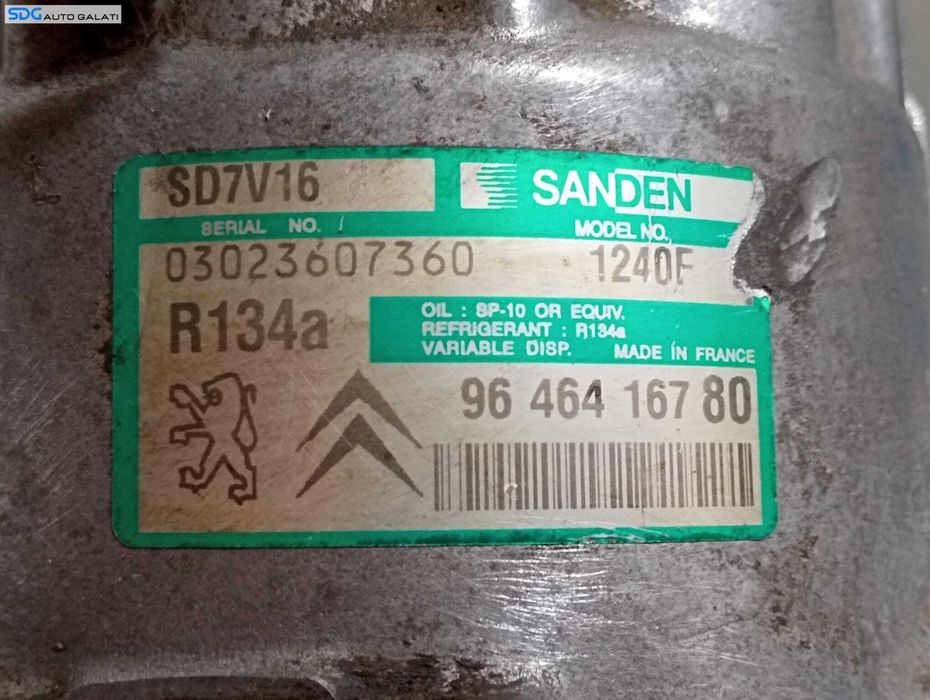 SDG AUTO GALATI
SD7V16 SANDEN
SERIAL NO. MODEL NO.
03023607360 1240F
R134a
OIL : SP-10 OR EQUIV.
REFRIGERANT : R134a
VARIABLE DISP. MADE IN FRANCE
96 464 167 80